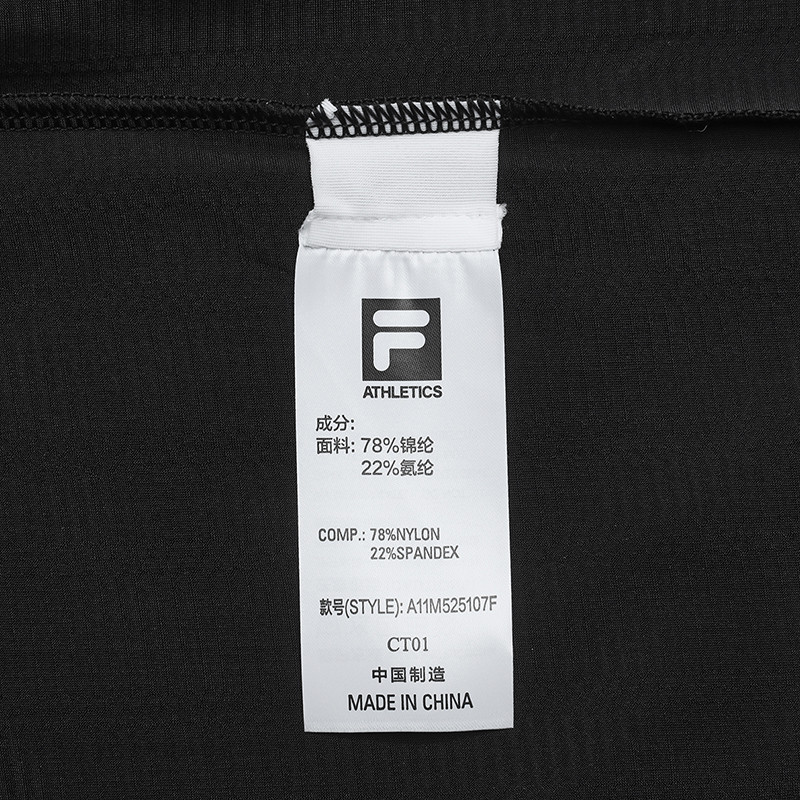 F
ATHLETICS
成分:
面料: 78%锦纶
22%氨纶
COMP.: 78%NYLON
22%SPANDEX
款号(STYLE): A11M525107F
CT01
中国制造
MADE IN CHINA